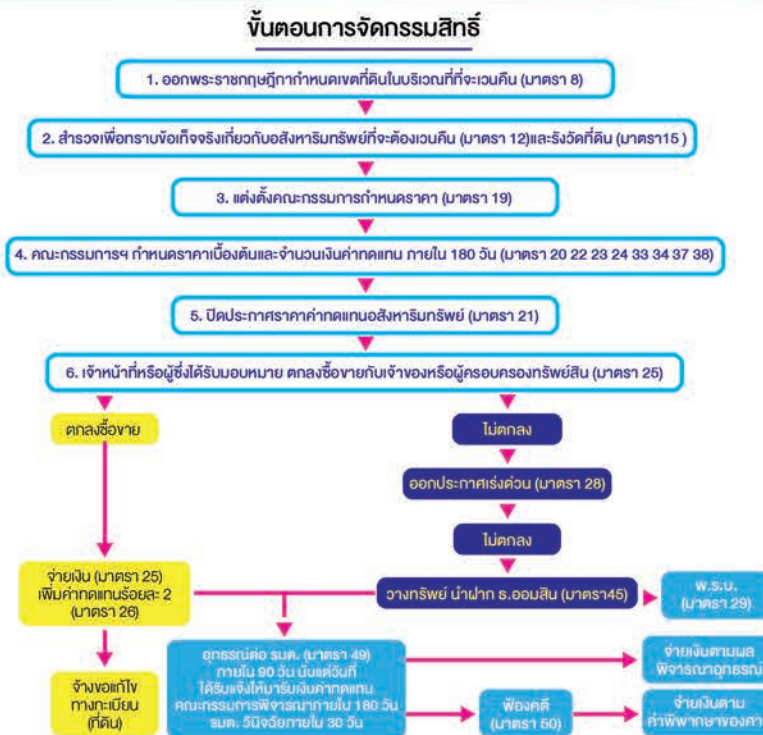 ขั้นตอนการจัดกรรมสิทธิ์
1. ออกพระราชกฤษฎีกากำหนดเขตที่ดินในบริเวณที่ที่จะเวนคืน (มาตรา 8)
2. สำรวจเพื่อทราบข้อเท็จจริงเกี่ยวกับอสังหาริมทรัพย์ที่จะต้องเวนคืน (มาตรา 12)และรังวัดที่ดิน (มาตรา15 )
3. แต่งตั้งคณะกรรมการกำหนดราคา (มาตรา 19)
4. คณะกรรมการฯ กำหนดราคาเบื้องต้นและจำนวนเงินค่าทดแทน ภายใน 180 วัน (มาตรา 20 22 23 24 33 34 37 38)
5. ปิดประกาศราคาค่าทดแทนอสังหาริมทรัพย์ (มาตรา 21)
6. เจ้าหน้าที่หรือผู้ซึ่งได้รับมอบหมาย ตกลงซื้อขายกับเจ้าของหรือผู้ครอบครองทรัพย์สิน (มาตรา 25)
ตกลงซื้อขาย
ไม่ตกลง
ออกประกาศเร่งด่วน (มาตรา 28)
ไม่ตกลง
จ่ายเงิน (มาตรา 25)
เพิ่มค่าทดแทนร้อยละ 2
(มาตรา 26)
วางทรัพย์ นำฝาก ธ.ออมสิน (มาตรา45)
พ.ร.บ.
(มาตรา 29)
จ้างขอแก้ไข
ทางทะเบียน
(ที่ดิน)
อุทธรณ์ต่อ รมต. (มาตรา 49)
ภายใน 90 วัน นับแต่วันที่
ได้รับแจ้งให้มารับเงินค่าทดแทน
คณะกรรมการพิจารณาภายใน 180 วัน
รมต. วินิจฉัยภายใน 30 วัน
จ่ายเงินตามผล
พิจารณาอุทธรณ์
ฟ้องคดี
(มาตรา 50)
จ่ายเงินตาม
คำพิพากษาของศา